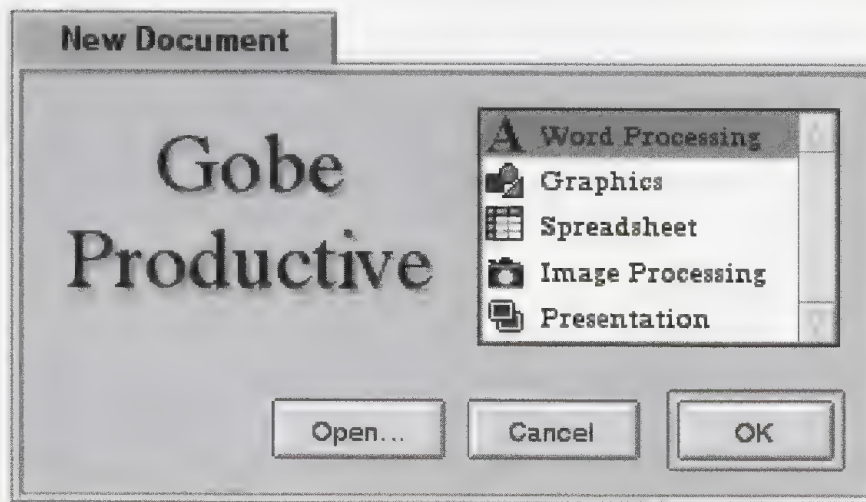 New Document
Gobe
Productive
Word Processing
Graphics
Spreadsheet
Image Processing
Presentation
Open...
Cancel
OK